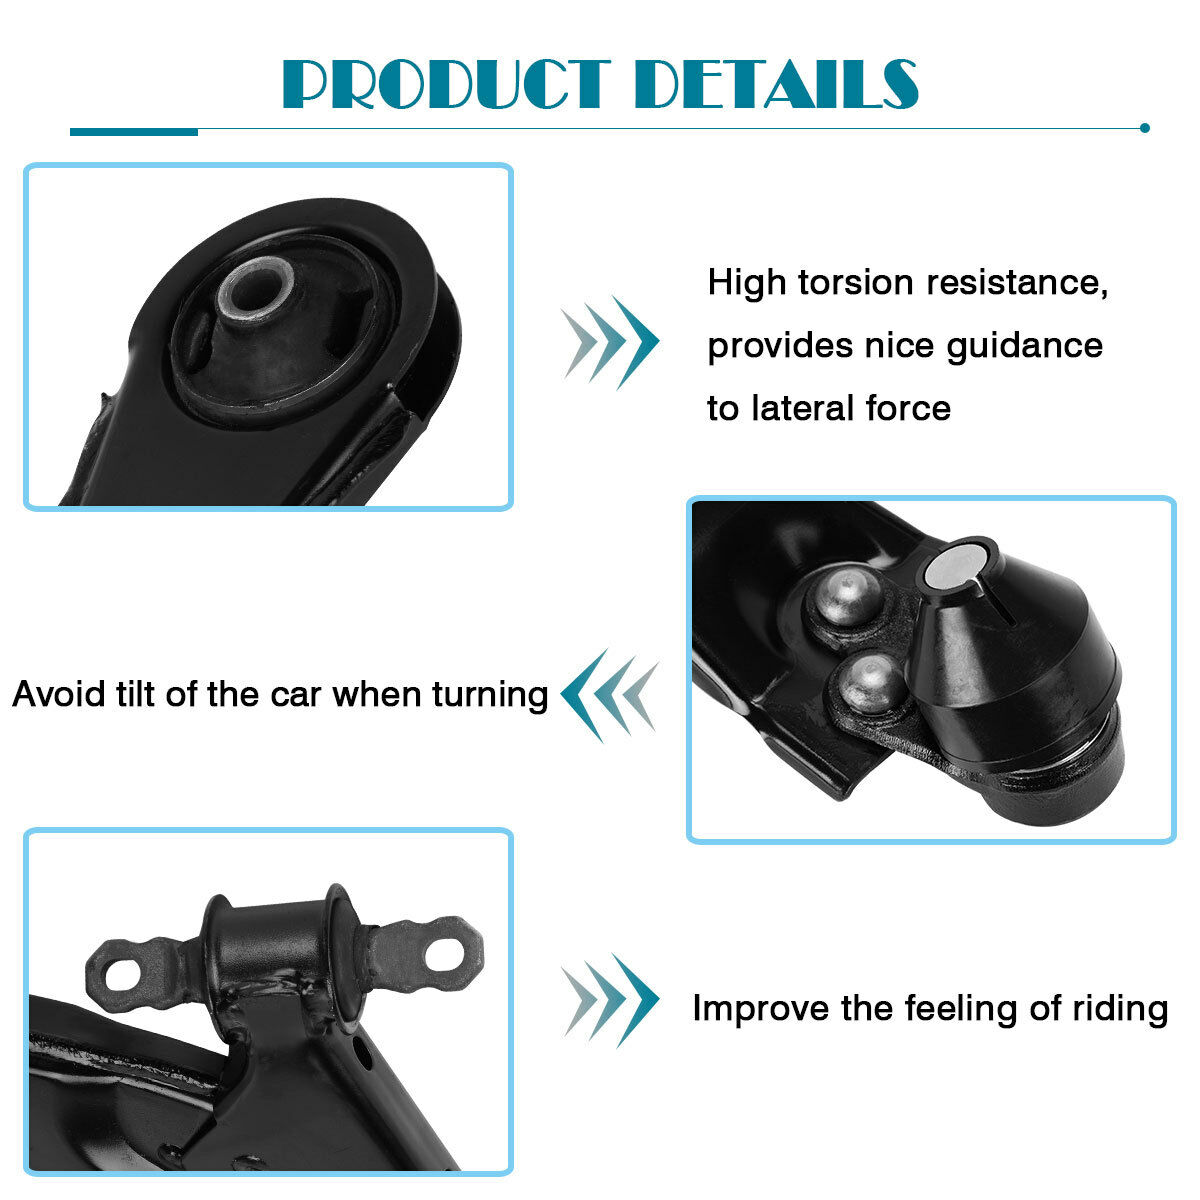 PRODUCT DETAILS
High torsion resistance,
provides nice guidance
to lateral force
Avoid tilt of the car when turning
Improve the feeling of riding